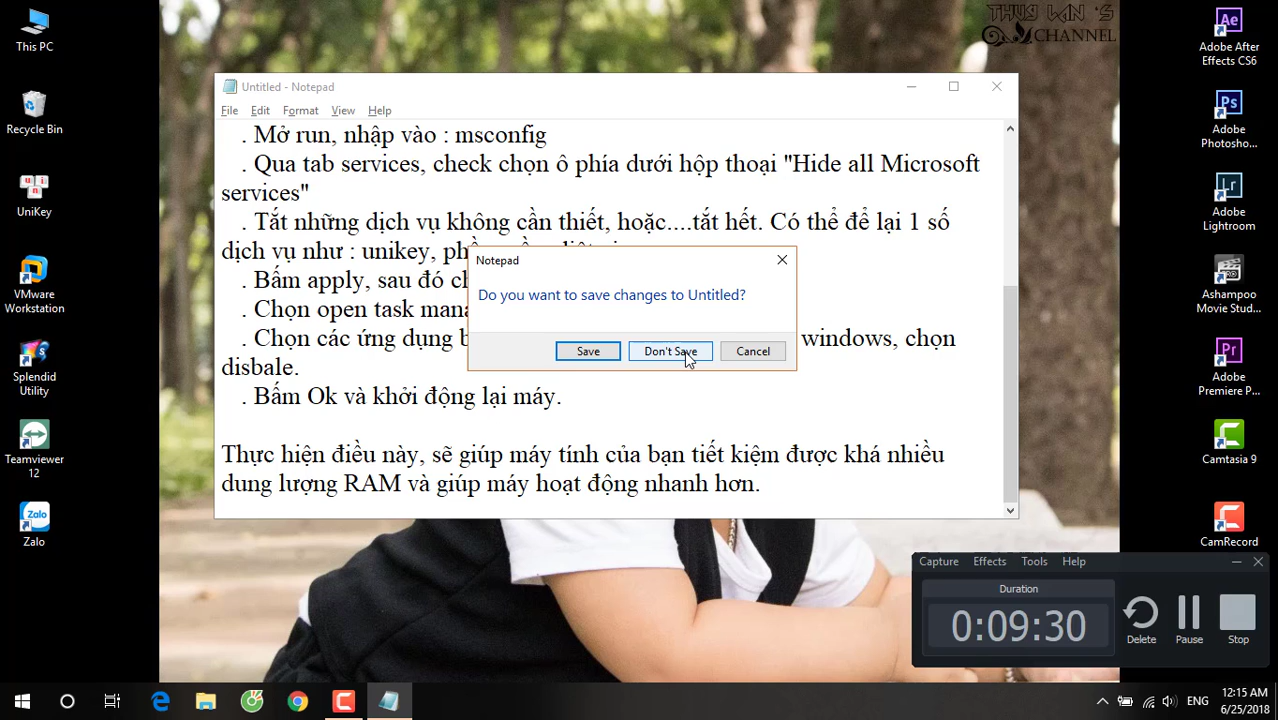 THUY VAN 'S
CHANNEL
This PC
Recycle Bin
UniKey
VMware
Workstation
Splendid
Utility
Teamviewer
12
Zalo
Zalo
Untitled - Notepad
File Edit Format View Help
. Mở run, nhập vào : msconfig
. Qua tab services, check chọn ô phía dưới hộp thoại "Hide all Microsoft
services"
. Tắt những dịch vụ không cần thiết, hoặc....tắt hết. Có thể để lại 1 số
dịch vụ như : unikey,
. Bấm apply, sau đó
. Chọn open task
. Chọn các ứng dụng windows, chọn
disbale.
. Bấm Ok và khởi động lại máy.
Thực hiện điều này, sẽ giúp máy tính của bạn tiết kiệm được khá nhiều
dung lượng RAM và giúp máy hoạt động nhanh hơn.
Notepad
Do you want to save changes to Untitled?
Save Don't Save Cancel
Ae
Adobe After
Effects CS6
Ps
Adobe
Photosho...
Lr
Adobe
Lightroom
Ashampoo
Movie Stud...
Pr
Adobe
Premiere P...
Camtasia 9
CamRecord
Capture Effects Tools Help
Duration
0:09:30
Delete Pause Stop
ENG
12:15 AM
6/25/2018